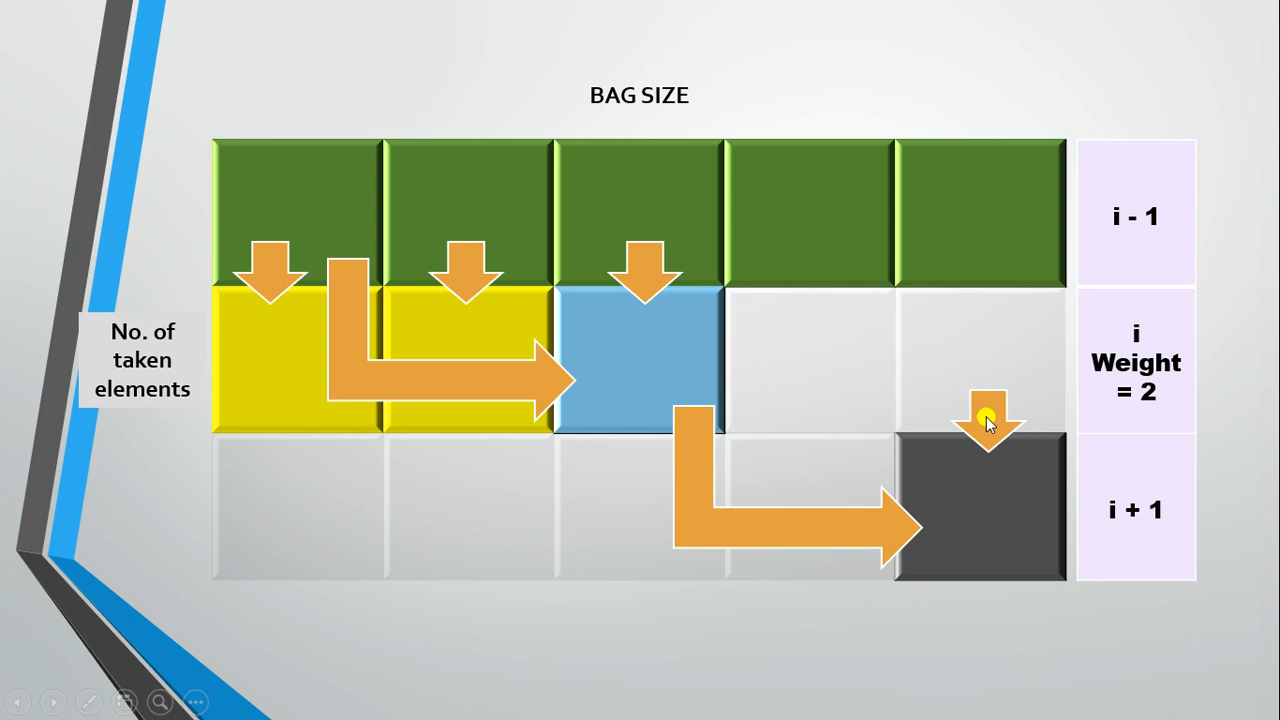 BAG SIZE
i - 1
No. of
taken
elements
i
Weight
= 2
i + 1